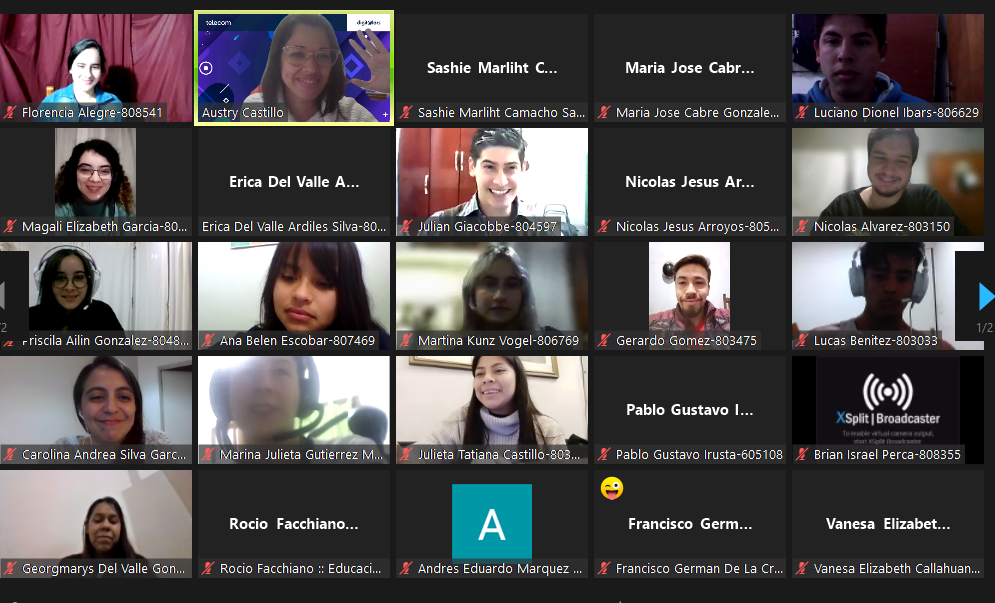 telecom
digit@lers
Florencia Alegre-808541
Austry Castillo
Sashie Marliht C...
Sashie Marliht Camacho Sa...
Maria Jose Cabr...
Maria Jose Cabre Gonzale...
Luciano Dionel Ibars-806629
Magali Elizabeth Garcia-80...
Erica Del Valle A...
Erica Del Valle Ardiles Silva-80...
Julian Giacobbe-804597
Nicolas Jesus Ar...
Nicolas Jesus Arroyos-805...
Nicolas Alvarez-803150
/2
Priscila Ailin Gonzalez-8048...
Ana Belen Escobar-807469
Martina Kunz Vogel-806769
Gerardo Gomez-803475
Lucas Benitez-803033
1/2
Carolina Andrea Silva Garc...
Marina Julieta Gutierrez M...
Julieta Tatiana Castillo-803...
Pablo Gustavo I...
Pablo Gustavo Irusta-605108
XSplit | Broadcaster
To enable virtual camera output,
start XSplit Broadcaster
Brian Israel Perca-808355
Georgmarys Del Valle Gon...
Rocio Facchiano...
Rocio Facchiano :: Educaci...
A
Andres Eduardo Marquez ...
Francisco Germ...
Francisco German De La Cr...
Vanesa Elizabet...
Vanesa Elizabeth Callahuan...